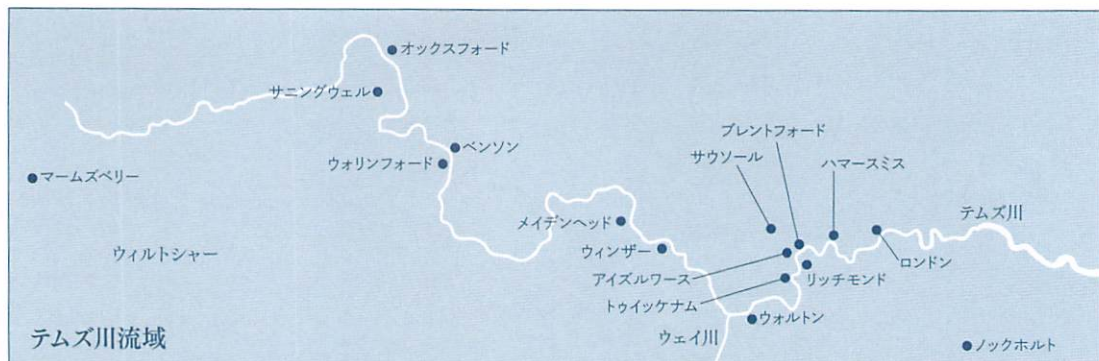 オックスフォード
サニングウェル
ベンソン
ウォリンフォード
マームズベリー
ブレントフォード
サウソール
ハマースミス
メイデンヘッド
テムズ川
ウィンザー
ウィルトシャー
ロンドン
アイズルワース
リッチモンド
トゥイッケナム
ウォルトン
ウェイ川
テムズ川流域
ノックホルト